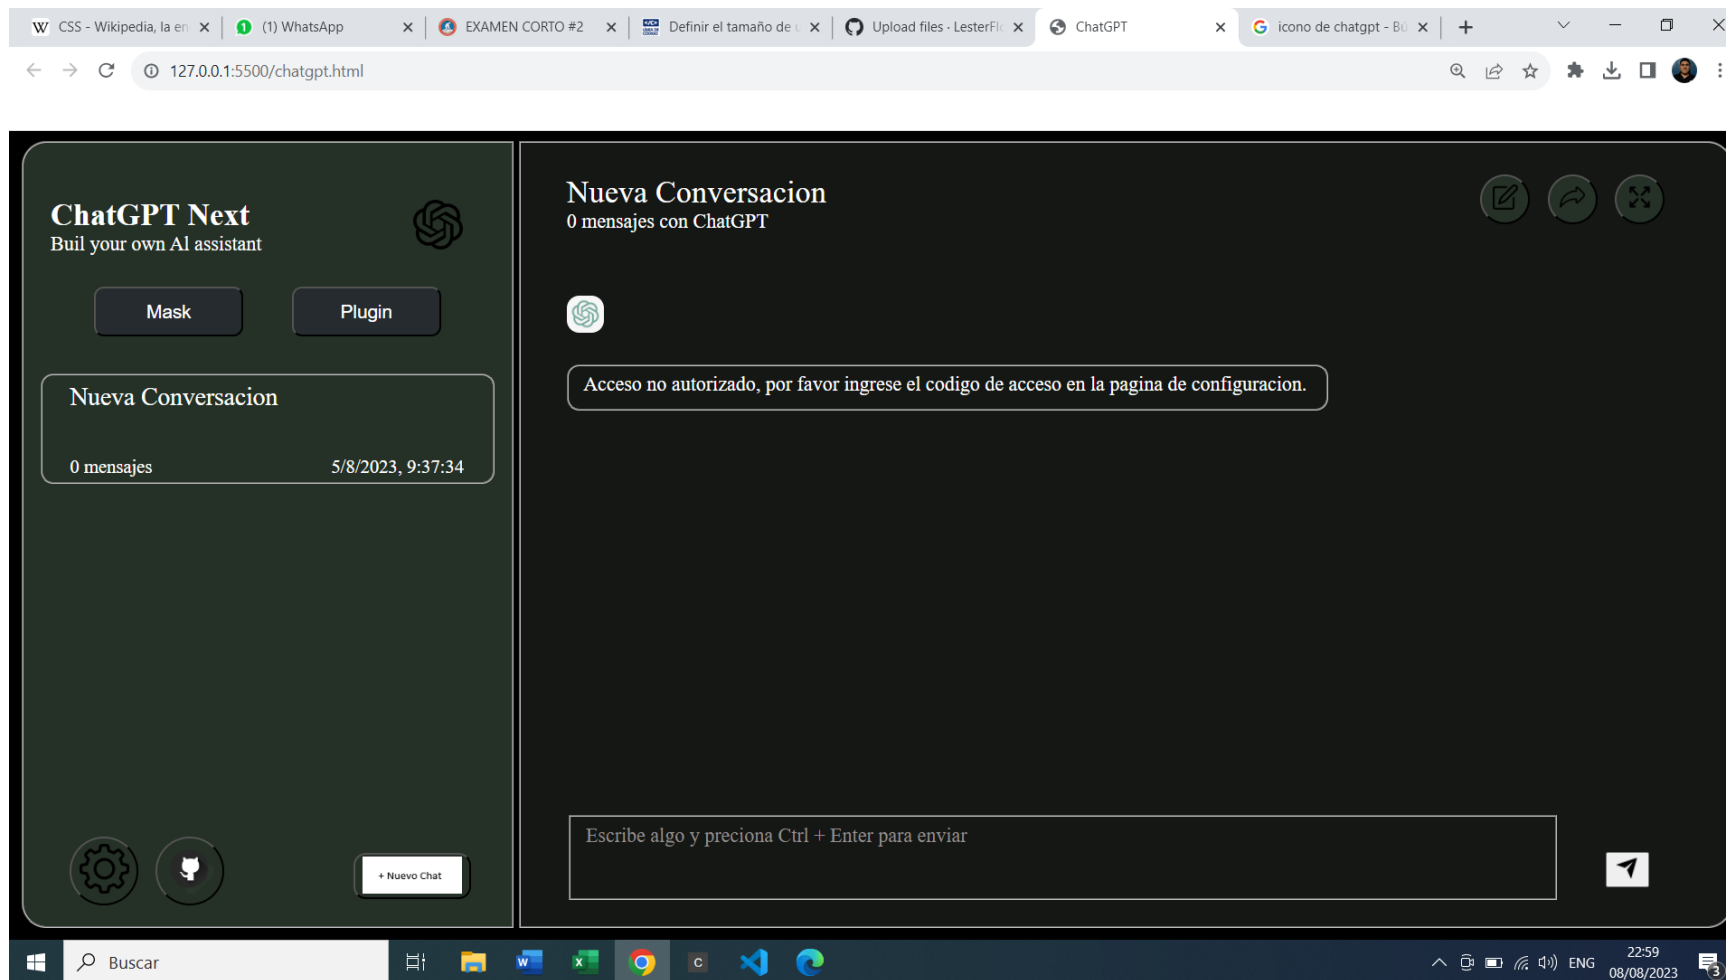 CSS - Wikipedia, la en
(1) WhatsApp
EXAMEN CORTO #2
Definir el tamaño de u
Upload files · LesterFlo
ChatGPT
icono de chatgpt - Bú
127.0.0.1:5500/chatgpt.html
ChatGPT Next
Buil your own Al assistant
Mask
Plugin
Nueva Conversacion
0 mensajes
5/8/2023, 9:37:34
+ Nuevo Chat
Nueva Conversacion
0 mensajes con ChatGPT
Acceso no autorizado, por favor ingrese el codigo de acceso en la pagina de configuracion.
Escribe algo y preciona Ctrl + Enter para enviar
Buscar
ENG
22:59
08/08/2023
3